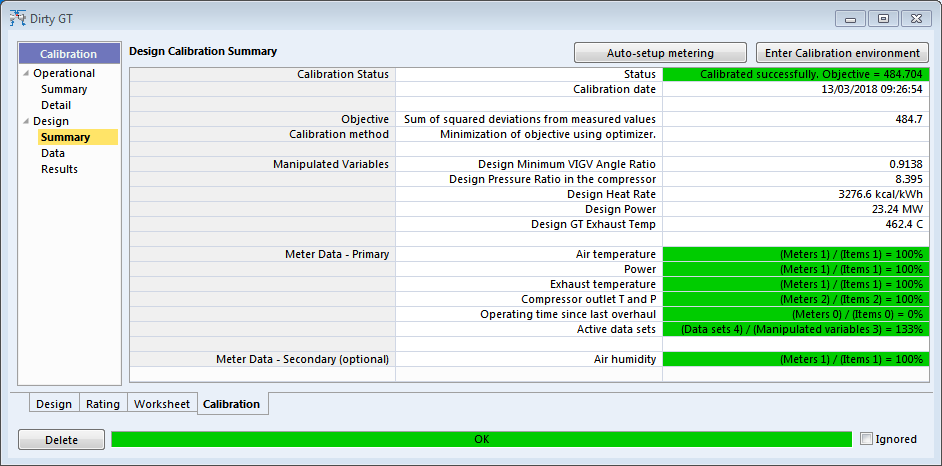 Dirty GT
Calibration
Operational
Summary
Detail
Design
Summary
Data
Results
Design Calibration Summary
Auto-setup metering
Enter Calibration environment
Calibration Status Status Calibrated successfully. Objective = 484.704
Calibration date 13/03/2018 09:26:54
Objective Sum of squared deviations from measured values 484.7
Calibration method Minimization of objective using optimizer.
Manipulated Variables Design Minimum VIGV Angle Ratio 0.9138
Design Pressure Ratio in the compressor 8.395
Design Heat Rate 3276.6 kcal/kWh
Design Power 23.24 MW
Design GT Exhaust Temp 462.4 C
Meter Data - Primary Air temperature (Meters 1) / (Items 1) = 100%
Power (Meters 1) / (Items 1) = 100%
Exhaust temperature (Meters 1) / (Items 1) = 100%
Compressor outlet T and P (Meters 2) / (Items 2) = 100%
Operating time since last overhaul (Meters 0) / (Items 0) = 0%
Active data sets (Data sets 4) / (Manipulated variables 3) = 133%
Meter Data - Secondary (optional) Air humidity (Meters 1) / (Items 1) = 100%
Design Rating Worksheet Calibration
Delete OK Ignored